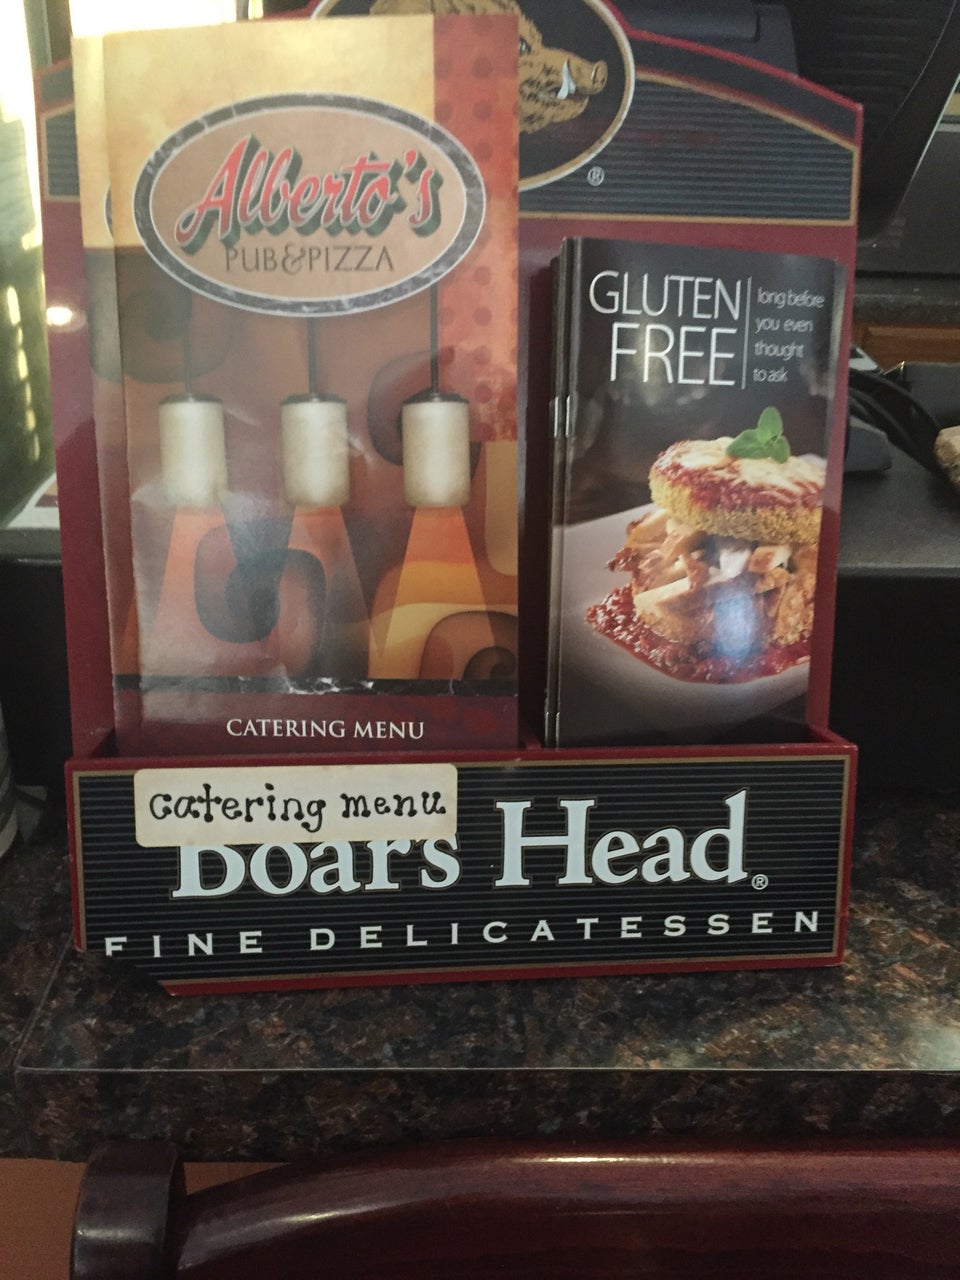 Alberto's
PUB & PIZZA
CATERING MENU
GLUTEN
FREE
long before
you even
thought
to ask
catering menu
Boar's Head®
FINE DELICATESSEN
®